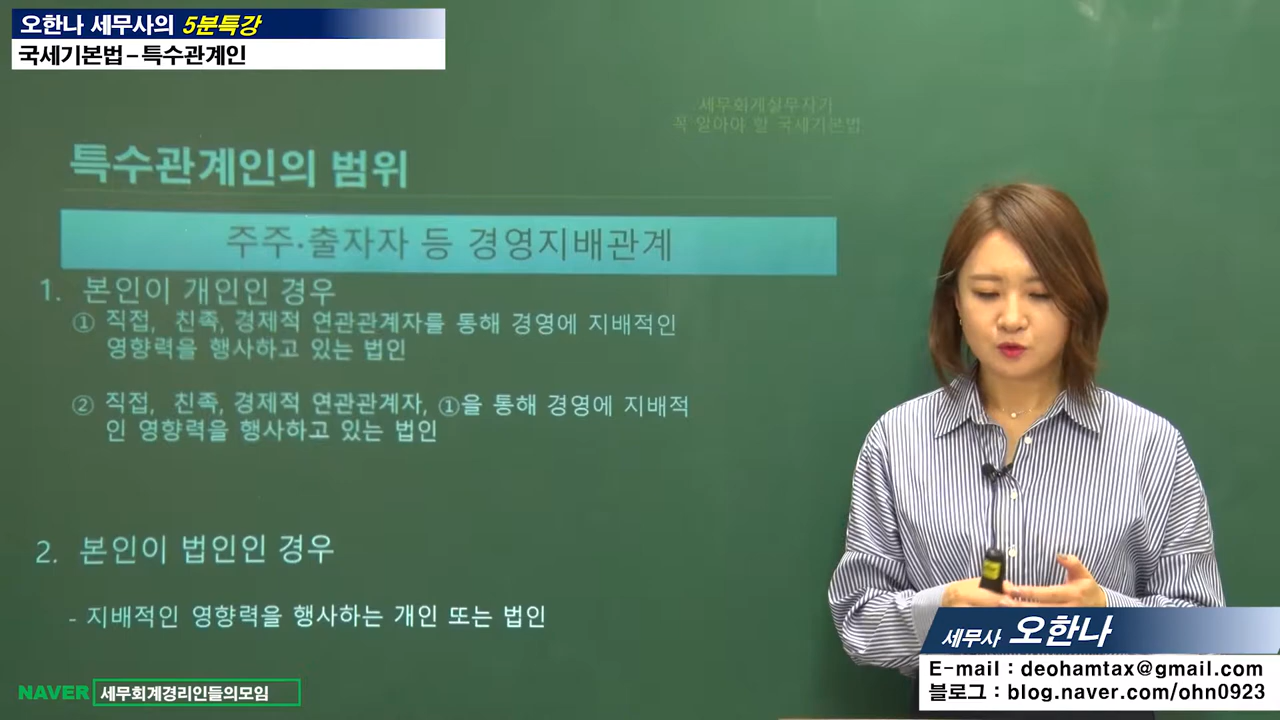 오한나 세무사의 5분특강
국세기본법-특수관계인
세무회계실무자가
꼭 알아야 할 국세기본법
특수관계인의 범위
주주·출자자 등 경영지배관계
1. 본인이 개인인 경우
① 직접, 친족, 경제적 연관관계자를 통해 경영에 지배적인
영향력을 행사하고 있는 법인
② 직접, 친족, 경제적 연관관계자, ①을 통해 경영에 지배적
인 영향력을 행사하고 있는 법인
2. 본인이 법인인 경우
- 지배적인 영향력을 행사하는 개인 또는 법인
세무사 오한나
E-mail : deohamtax@gmail.com
블로그 : blog.naver.com/ohn0923
NAVER 세무회계경리인들의모임